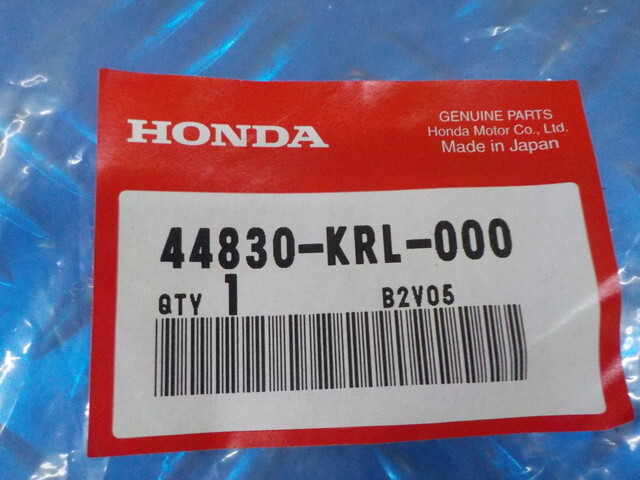 HONDA
GENUINE PARTS
Honda Motor Co., Ltd.
Made in Japan
44830-KRL-000
QTY 1 B2V05